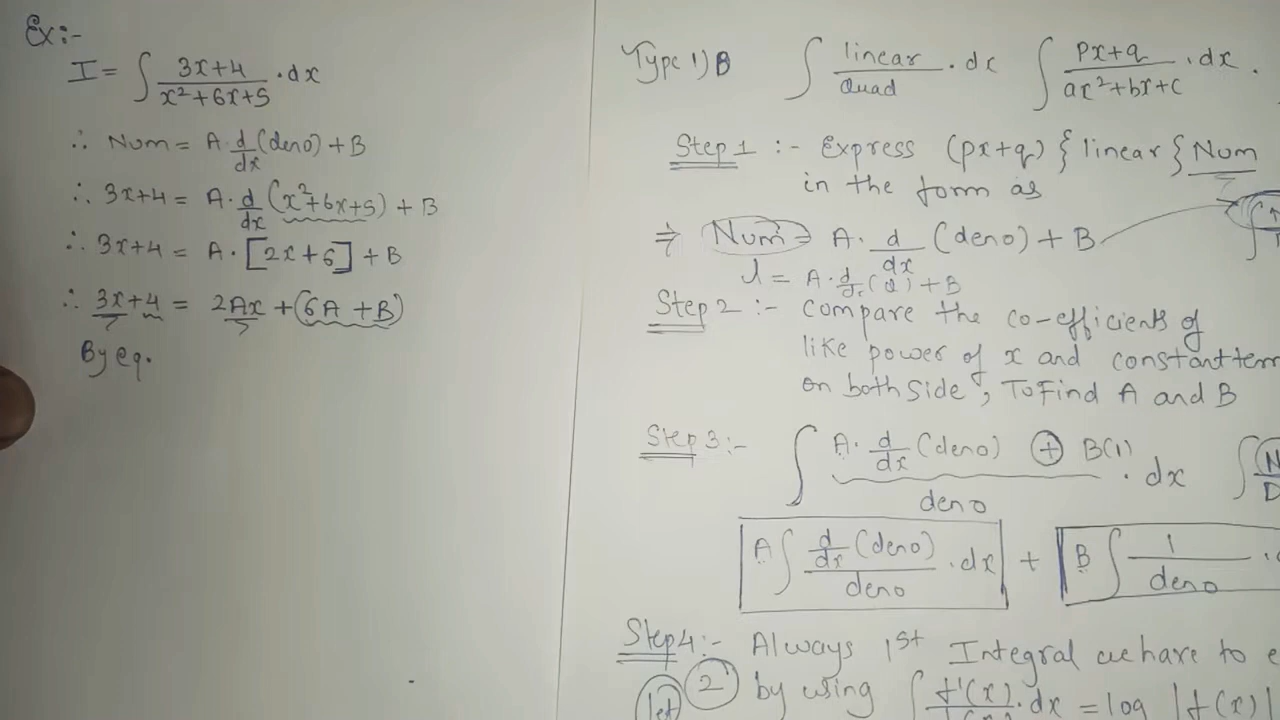 Ex:-
I = ∫ 3x+4 / x²+6x+5 · dx
∴ Num = A · d/dx (deno) + B
∴ 3x+4 = A · d/dx (x²+6x+5) + B
∴ 3x+4 = A · [2x+6] + B
∴ 3x+4 = 2Ax + (6A + B)
By eq.
Type 1) B ∫ linear / Quad · dx ∫ px+q / ax²+bx+c · dx .
Step 1 :- Express (px+q) {linear} Num
in the form as
⇒ Num = A · d/dx (deno) + B
l = A · d/dx (Q) + B
Step 2 :- compare the co-efficients of
like power of x and constant term
on both side, To Find A and B
Step 3 :- ∫ A · d/dx (deno) + B(1) / deno · dx ∫ N / D
A ∫ d/dx (deno) / deno · dx + B ∫ 1 / deno ·
Step 4 :- Always 1st Integral we have to
let 2 by using ∫ f'(x) / f(x) · dx = log |f(x)|